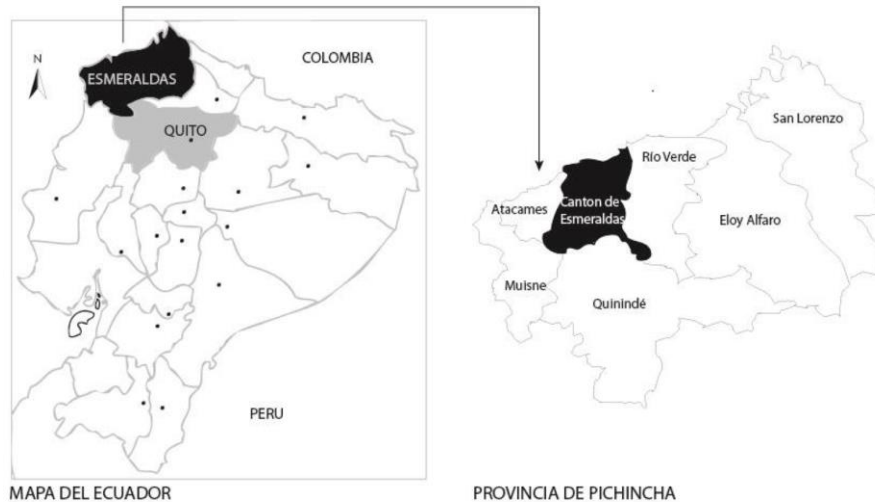 N
ESMERALDAS
COLOMBIA
QUITO
PERU
MAPA DEL ECUADOR
San Lorenzo
Río Verde
Canton de
Esmeraldas
Atacames
Eloy Alfaro
Muisne
Quinindé
PROVINCIA DE PICHINCHA